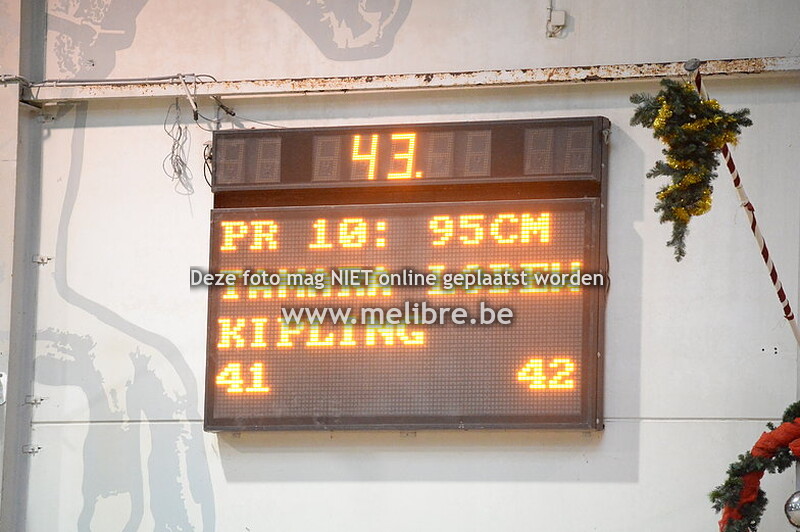 43.
PR 10: 95CM
Deze foto mag NIET online geplaatst worden
www.melibre.be
KIPLING
41 42